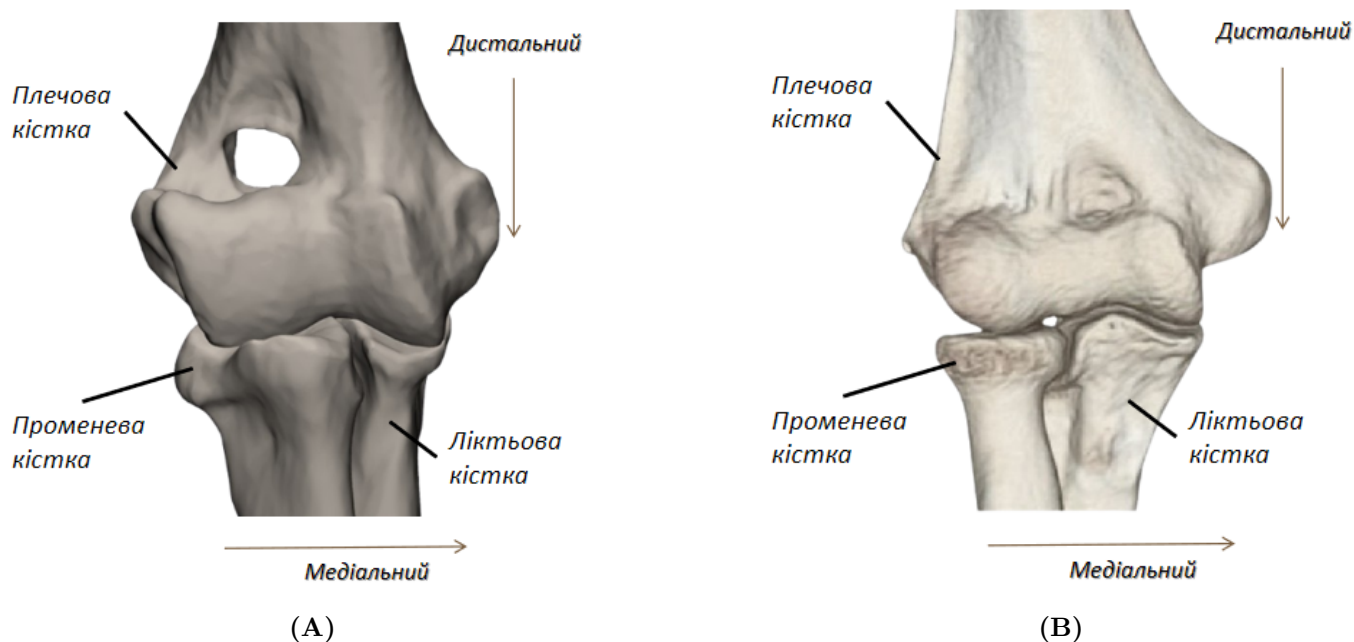 Дистальний
Плечова
кістка
Променева
кістка
Ліктьова
кістка
Медіальний
(A)
Дистальний
Плечова
кістка
Променева
кістка
Ліктьова
кістка
Медіальний
(B)